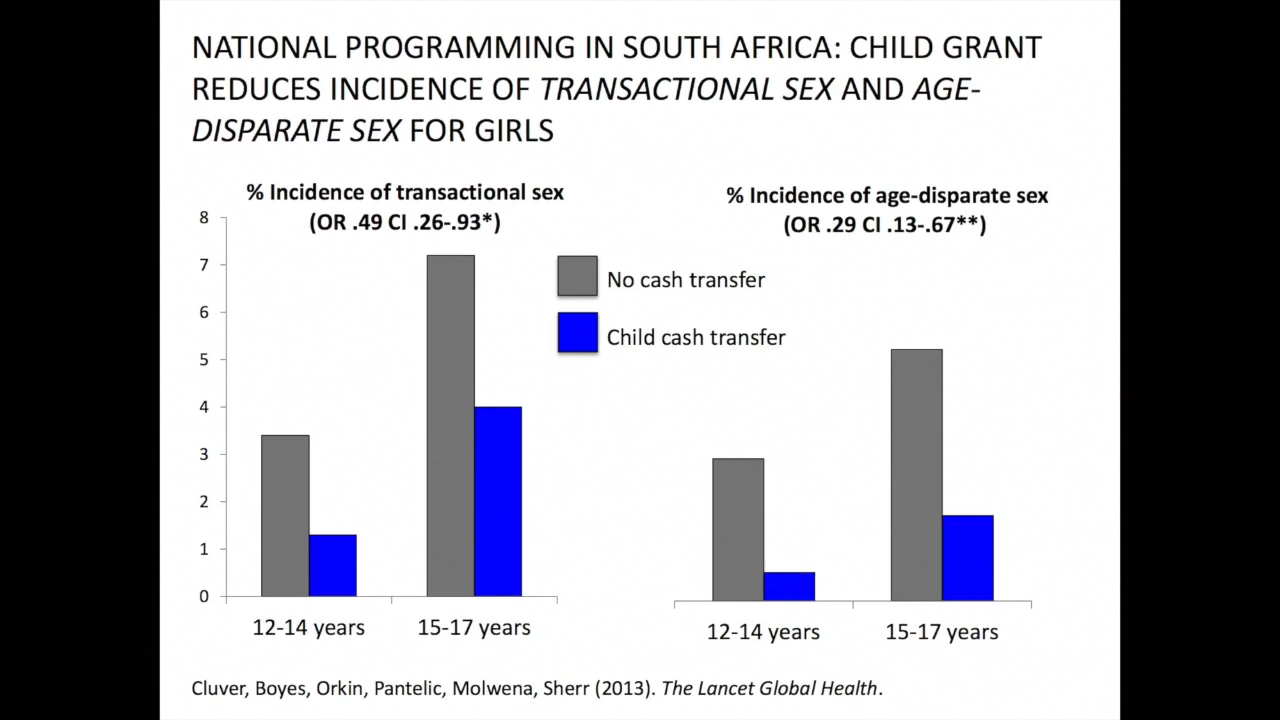 NATIONAL PROGRAMMING IN SOUTH AFRICA: CHILD GRANT
REDUCES INCIDENCE OF TRANSACTIONAL SEX AND AGE-
DISPARATE SEX FOR GIRLS
% Incidence of transactional sex
(OR .49 CI .26-.93*)
% Incidence of age-disparate sex
(OR .29 CI .13-.67**)
8
7
6
5
4
3
2
1
0
No cash transfer
Child cash transfer
12-14 years
15-17 years
12-14 years
15-17 years
Cluver, Boyes, Orkin, Pantelic, Molwena, Sherr (2013). The Lancet Global Health.